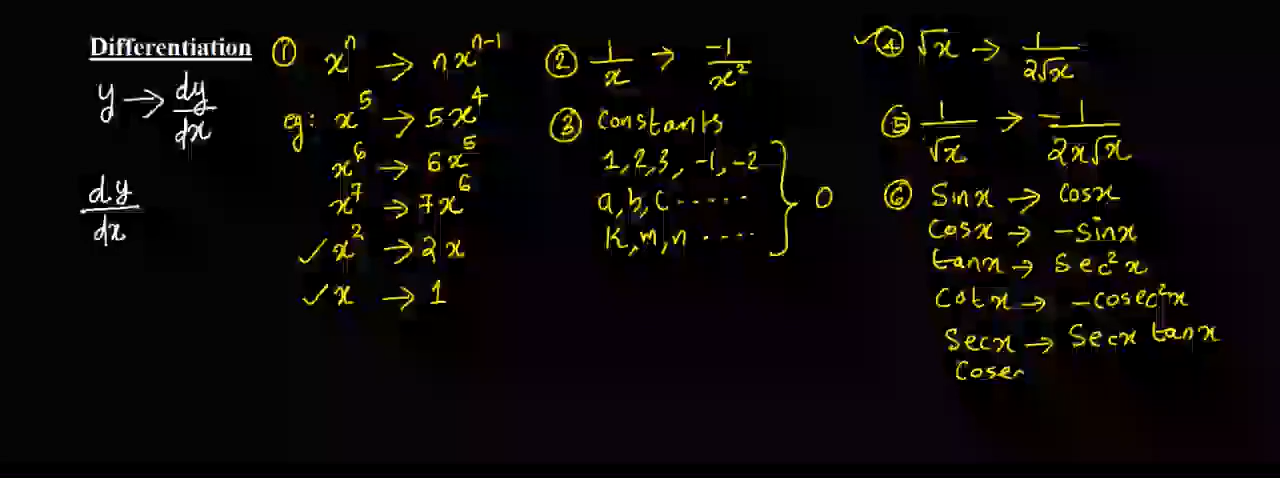 Differentiation
y → dy/dx
d.y/dx
① xⁿ → nxⁿ⁻¹
eg: x⁵ → 5x⁴
x⁶ → 6x⁵
x⁷ → 7x⁶
✓ x² → 2x
✓ x → 1
② 1/x → -1/x²
③ constants
1, 2, 3, -1, -2
a, b, c .....
K, m, n ....
} 0
✓④ √x → 1/2√x
⑤ 1/√x → -1/2x√x
⑥ Sinx → cosx
Cosx → -sinx
tanx → sec²x
Cotx → -cosec²x
Secx → Secx tanx
Cosec